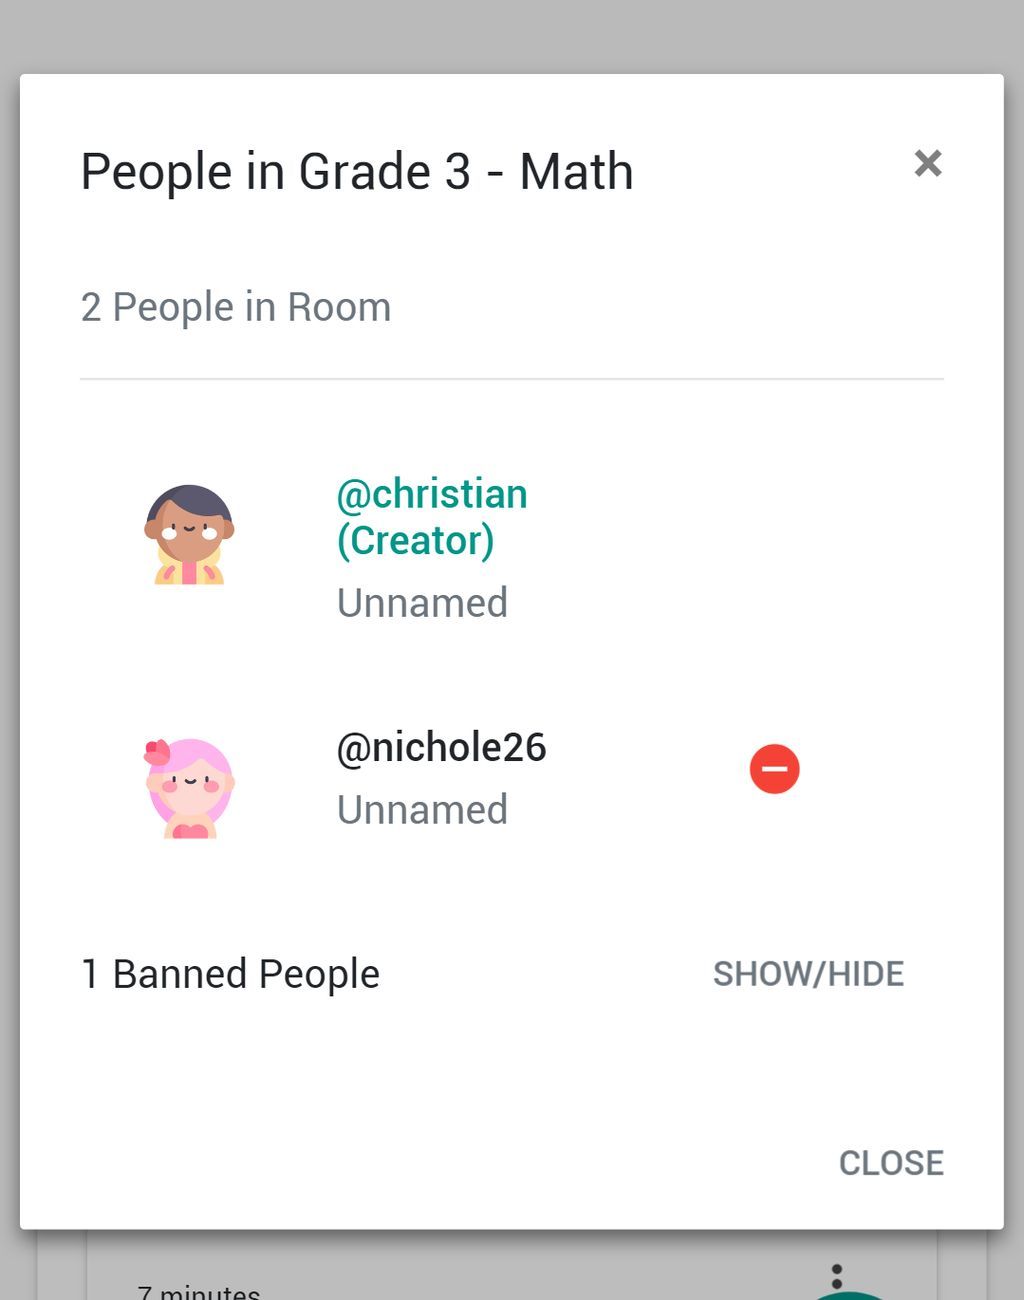 People in Grade 3 - Math
×
2 People in Room
@christian
(Creator)
Unnamed
@nichole26
Unnamed
1 Banned People
SHOW/HIDE
CLOSE
7 minutes